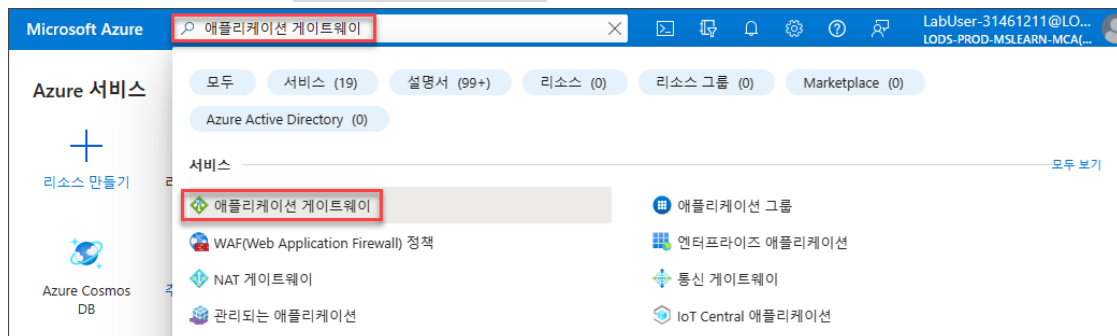 Microsoft Azure
애플리케이션 게이트웨이
LabUser-31461211@LO...
LODS-PROD-MSLEARN-MCA(...
Azure 서비스
리소스 만들기
Azure Cosmos
DB
모두
서비스 (19)
설명서 (99+)
리소스 (0)
리소스 그룹 (0)
Marketplace (0)
Azure Active Directory (0)
서비스
모두 보기
애플리케이션 게이트웨이
애플리케이션 그룹
WAF(Web Application Firewall) 정책
엔터프라이즈 애플리케이션
NAT 게이트웨이
통신 게이트웨이
관리되는 애플리케이션
IoT Central 애플리케이션